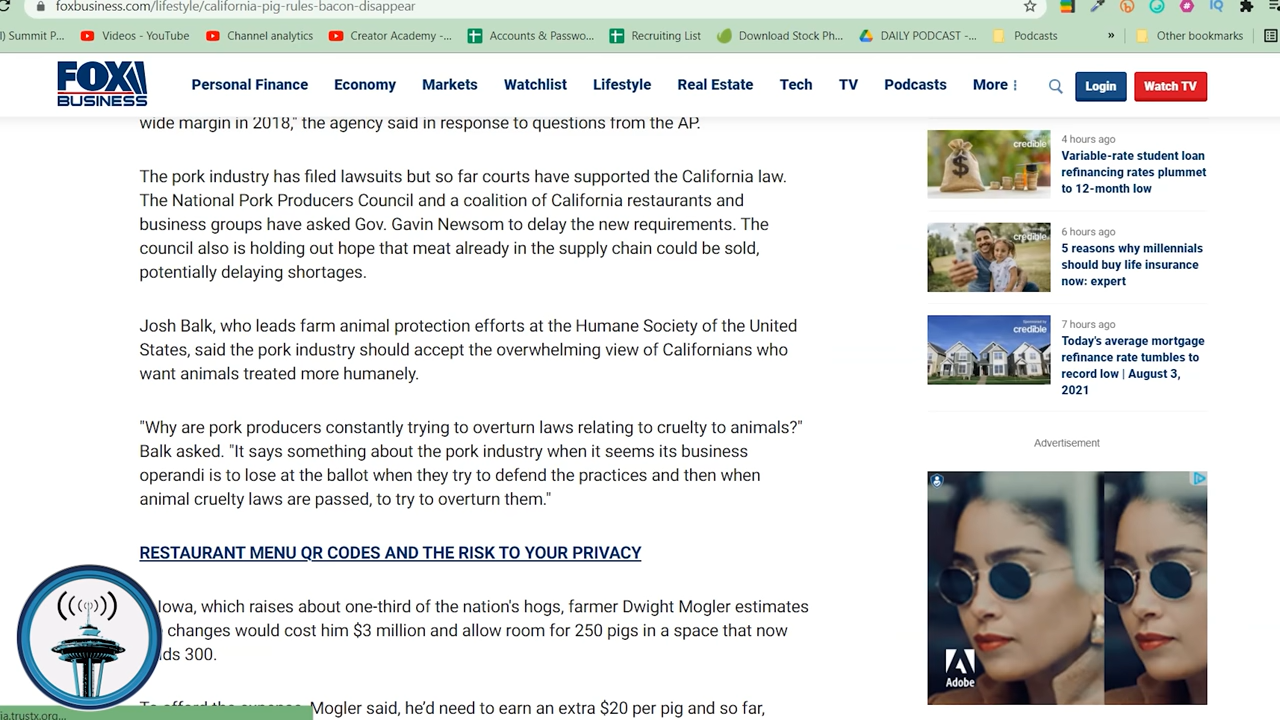 foxbusiness.com/lifestyle/california-pig-rules-bacon-disappear
) Summit P... Videos - YouTube Channel analytics Creator Academy -... Accounts & Passwo... Recruiting List Download Stock Ph... DAILY PODCAST -... Podcasts » Other bookmarks
FOX BUSINESS
Personal Finance Economy Markets Watchlist Lifestyle Real Estate Tech TV Podcasts More Login Watch TV
wide margin in 2018," the agency said in response to questions from the AP.
The pork industry has filed lawsuits but so far courts have supported the California law.
The National Pork Producers Council and a coalition of California restaurants and
business groups have asked Gov. Gavin Newsom to delay the new requirements. The
council also is holding out hope that meat already in the supply chain could be sold,
potentially delaying shortages.
Josh Balk, who leads farm animal protection efforts at the Humane Society of the United
States, said the pork industry should accept the overwhelming view of Californians who
want animals treated more humanely.
"Why are pork producers constantly trying to overturn laws relating to cruelty to animals?"
Balk asked. "It says something about the pork industry when it seems its business
operandi is to lose at the ballot when they try to defend the practices and then when
animal cruelty laws are passed, to try to overturn them."
RESTAURANT MENU QR CODES AND THE RISK TO YOUR PRIVACY
Iowa, which raises about one-third of the nation's hogs, farmer Dwight Mogler estimates
changes would cost him $3 million and allow room for 250 pigs in a space that now
ds 300.
To afford the expense, Mogler said, he'd need to earn an extra $20 per pig and so far,
ia.trustx.org...
credible
4 hours ago
Variable-rate student loan
refinancing rates plummet
to 12-month low
credible
6 hours ago
5 reasons why millennials
should buy life insurance
now: expert
credible
7 hours ago
Today's average mortgage
refinance rate tumbles to
record low | August 3,
2021
Advertisement
Adobe